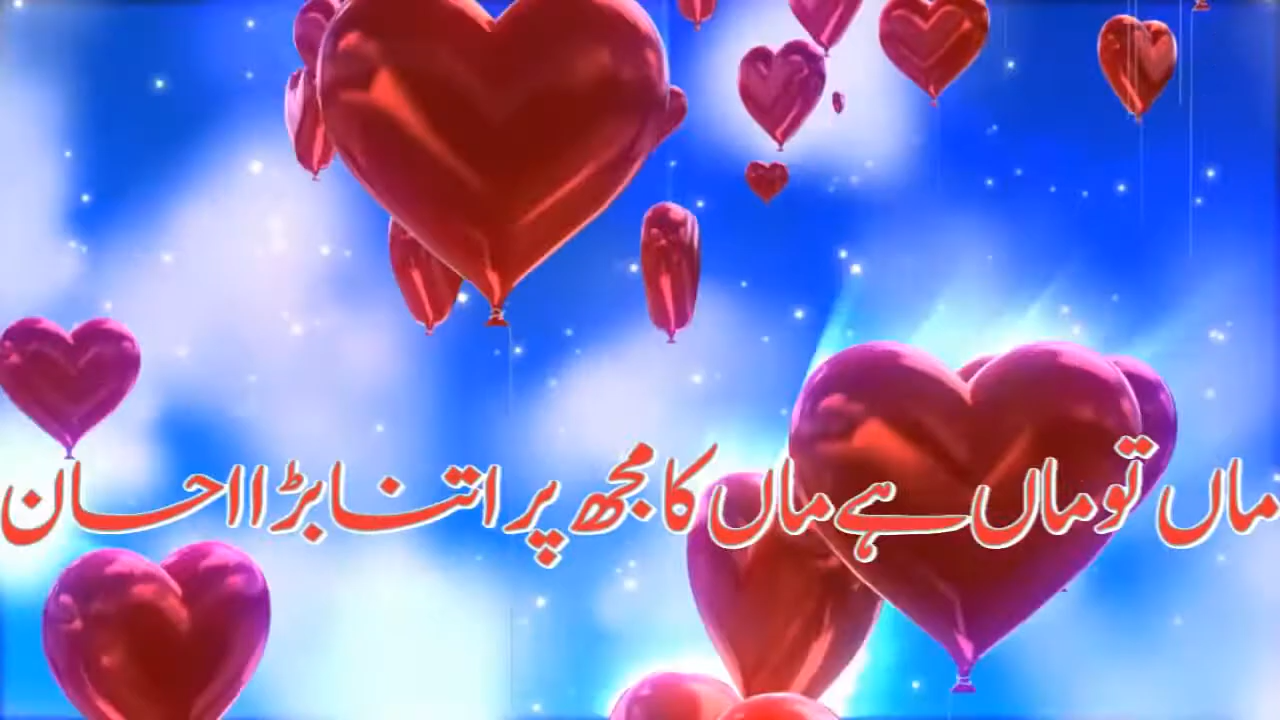 ماں تو ماں ہے ماں کا مجھ پر اتنا بڑا احسان